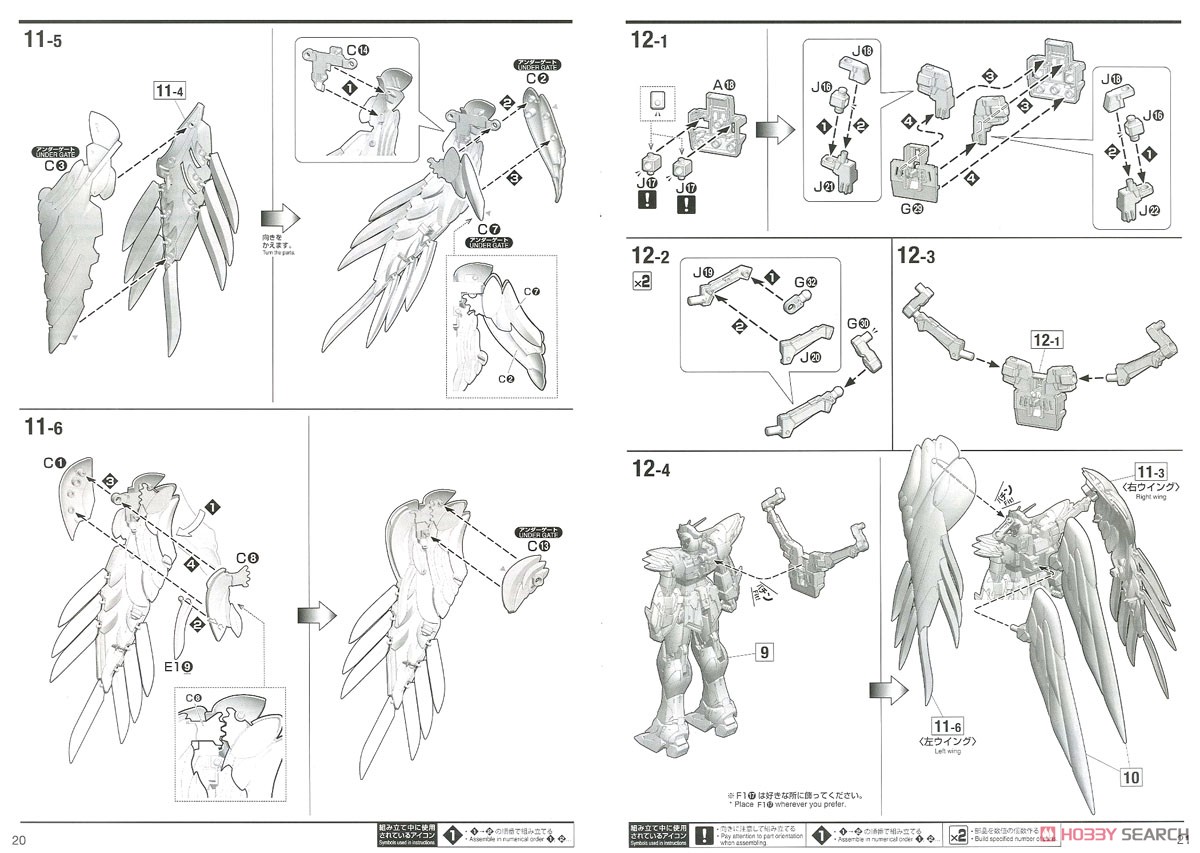 11-5
11-4
アンダーゲート
UNDER GATE
C3
向きを
かえます。
Turn the parts.
C14
1
アンダーゲート
UNDER GATE
C2
2
3
C7
アンダーゲート
UNDER GATE
C7
C2
11-6
C1
3
1
4
C8
2
E1 9
C8
アンダーゲート
UNDER GATE
C13
20
組み立て中に使用
されているアイコン
Symbols used in instructions
1
・1→2の順番で組み立てる
・Assemble in numerical order 1, 2...
12-1
A18
J17
J17
!
!
J18
J16
1
2
J21
3
3
4
4
G29
J18
J16
2
1
J22
12-2
×2
J19
1
G32
2
J20
G30
12-3
12-1
12-4
パチン
Fit!!
9
パチン
Fit!!
11-3
〈右ウイング〉
Right wing
11-6
〈左ウイング〉
Left wing
10
※F1 17は好きな所に飾ってください。
* Place F1 17 wherever you prefer.
組み立て中に使用
されているアイコン
Symbols used in instructions
!
・向きに注意して組み立てる
・Pay attention to part orientation
when assembling
1
・1→2の順番で組み立てる
・Assemble in numerical order 1, 2...
×2
・部品を数値の個数作る
・Build specified number of
HOBBY SEARCH
21